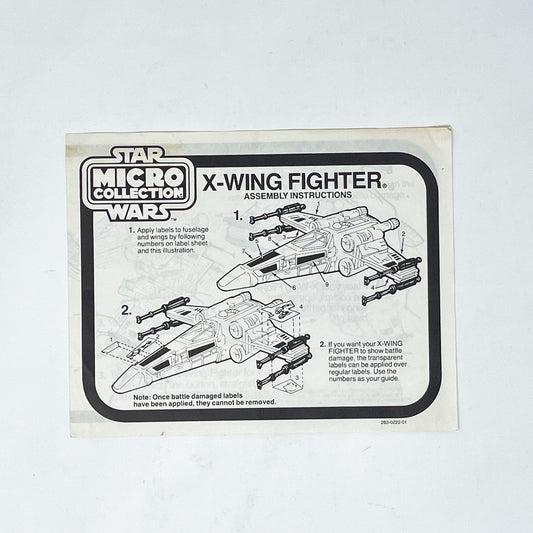 STAR
MICRO
COLLECTION
WARS™
X-WING FIGHTER®
ASSEMBLY INSTRUCTIONS
1.
1. Apply labels to fuselage
and wings by following
numbers on label sheet
and this illustration.
2.
2. If you want your X-WING
FIGHTER to show battle
damage, the transparent
labels can be applied over
regular labels. Use the
numbers as your guide.
Note: Once battle damaged labels
have been applied, they cannot be removed.
283-0222-01